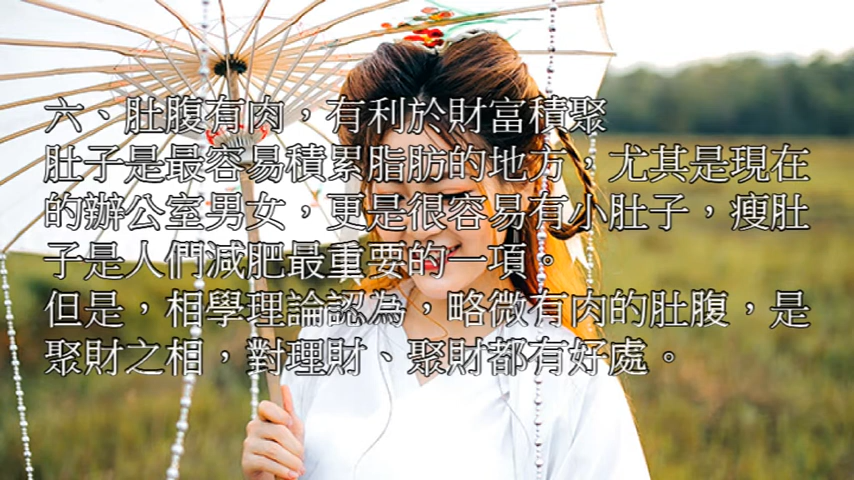 六、肚腹有肉，有利於財富積聚
肚子是最容易積累脂肪的地方，尤其是現在
的辦公室男女，更是很容易有小肚子，瘦肚
子是人們減肥最重要的一項。
但是，相學理論認為，略微有肉的肚腹，是
聚財之相，對理財、聚財都有好處。